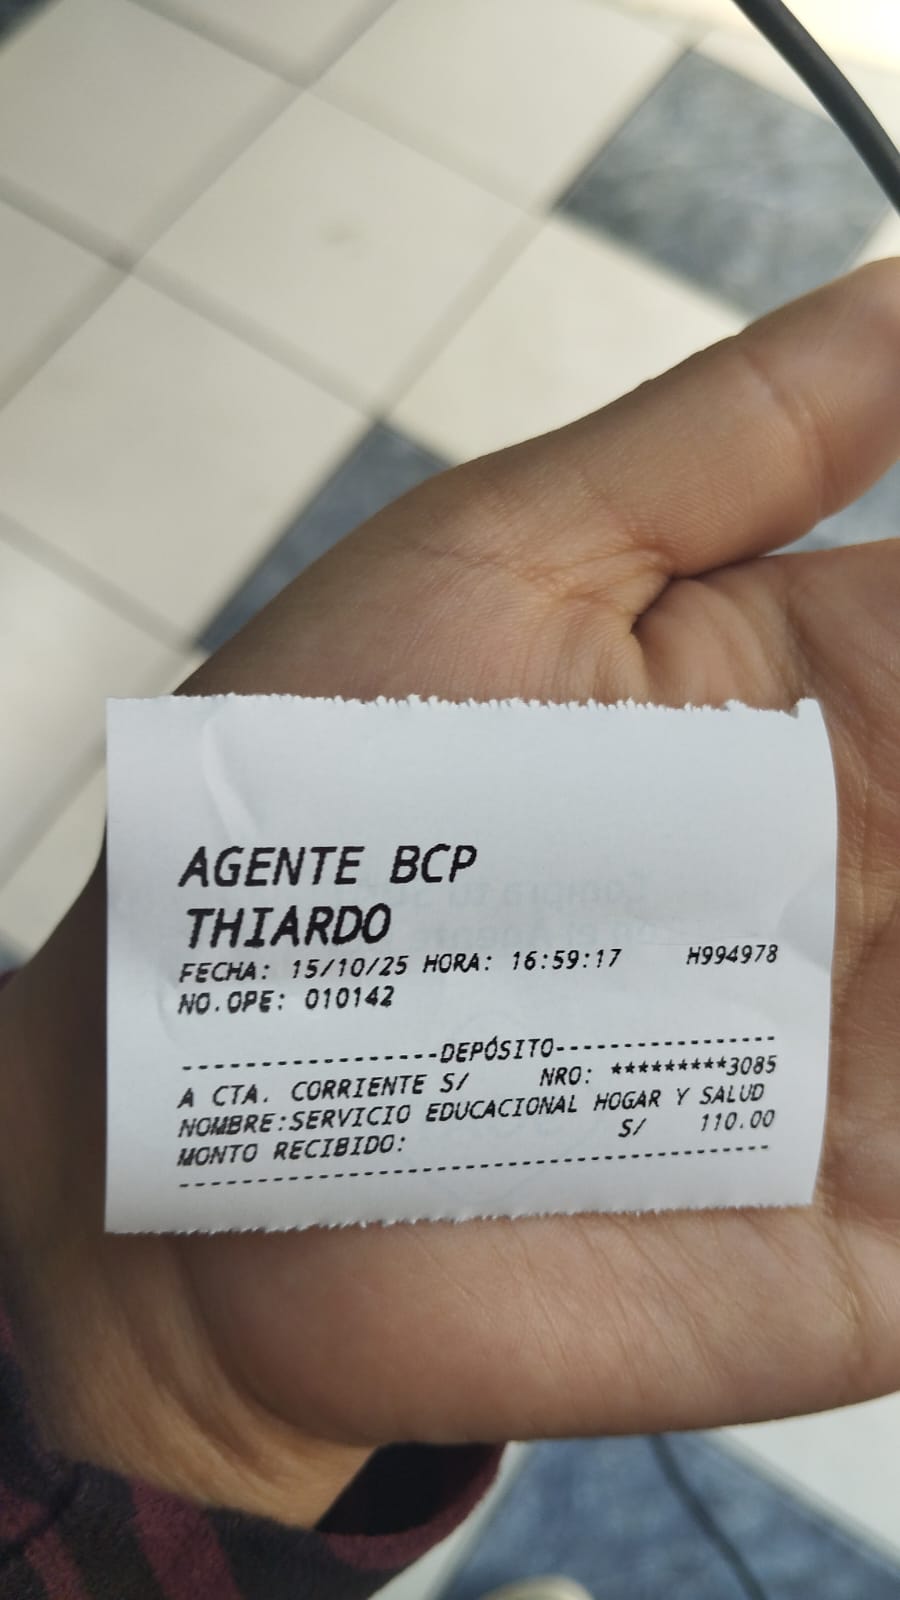 AGENTE BCP
THIARDO
FECHA: 15/10/25 HORA: 16:59:17 H994978
NO.OPE: 010142
------------------DEPÓSITO-----------------
A CTA. CORRIENTE S/ NRO: *********3085
NOMBRE:SERVICIO EDUCACIONAL HOGAR Y SALUD
MONTO RECIBIDO: S/ 110.00
--------------------------------------------------